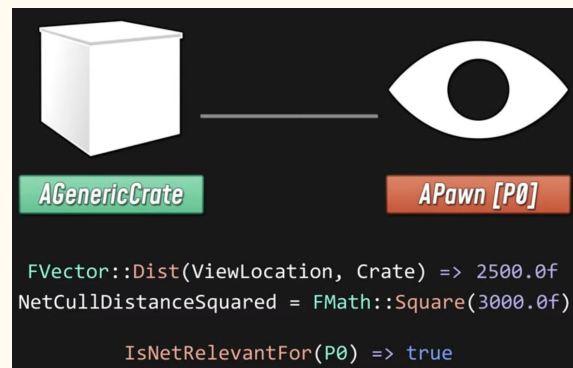 AGenericCrate
APawn [P0]
FVector::Dist(ViewLocation, Crate) => 2500.0f
NetCullDistanceSquared = FMath::Square(3000.0f)
IsNetRelevantFor(P0) => true